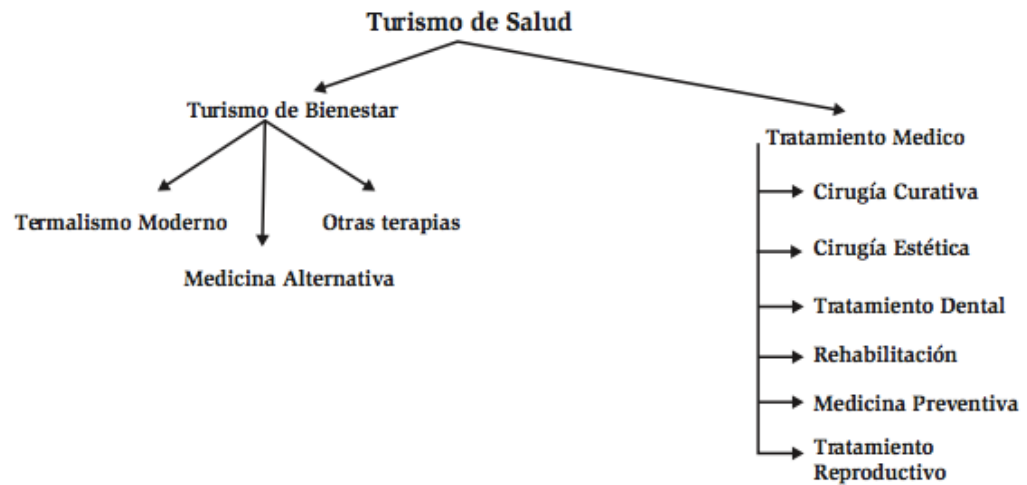 Turismo de Salud
Turismo de Bienestar
Tratamiento Medico
Termalismo Moderno
Otras terapias
Medicina Alternativa
Cirugía Curativa
Cirugía Estética
Tratamiento Dental
Rehabilitación
Medicina Preventiva
Tratamiento
Reproductivo